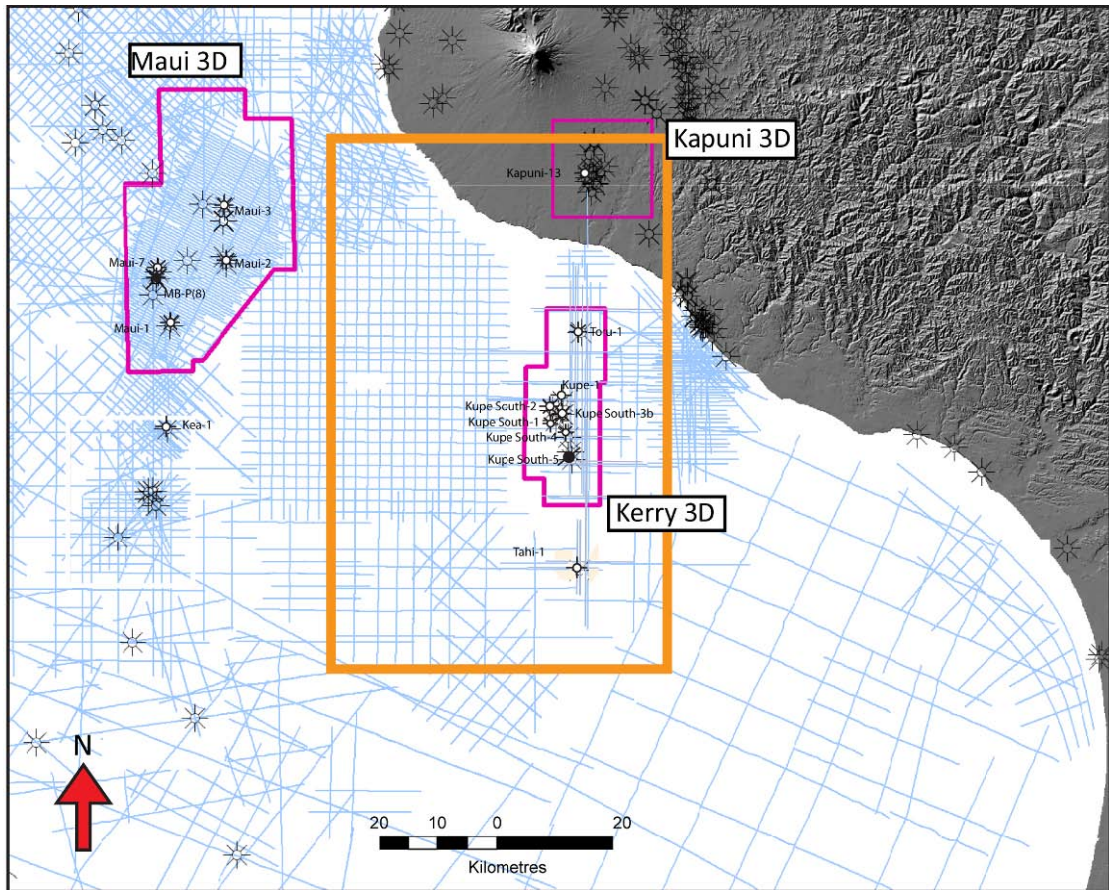 Maui 3D
Kapuni 3D
Kapuni-13
Maui-3
Maui-7
Maui-2
MB-P(8)
Maui-1
Toru-1
Kupe-1
Kupe South-2
Kupe South-3b
Kupe South-1
Kea-1
Kupe South-4
Kupe South-5
Kerry 3D
Tahi-1
N
20 10 0 20
Kilometres